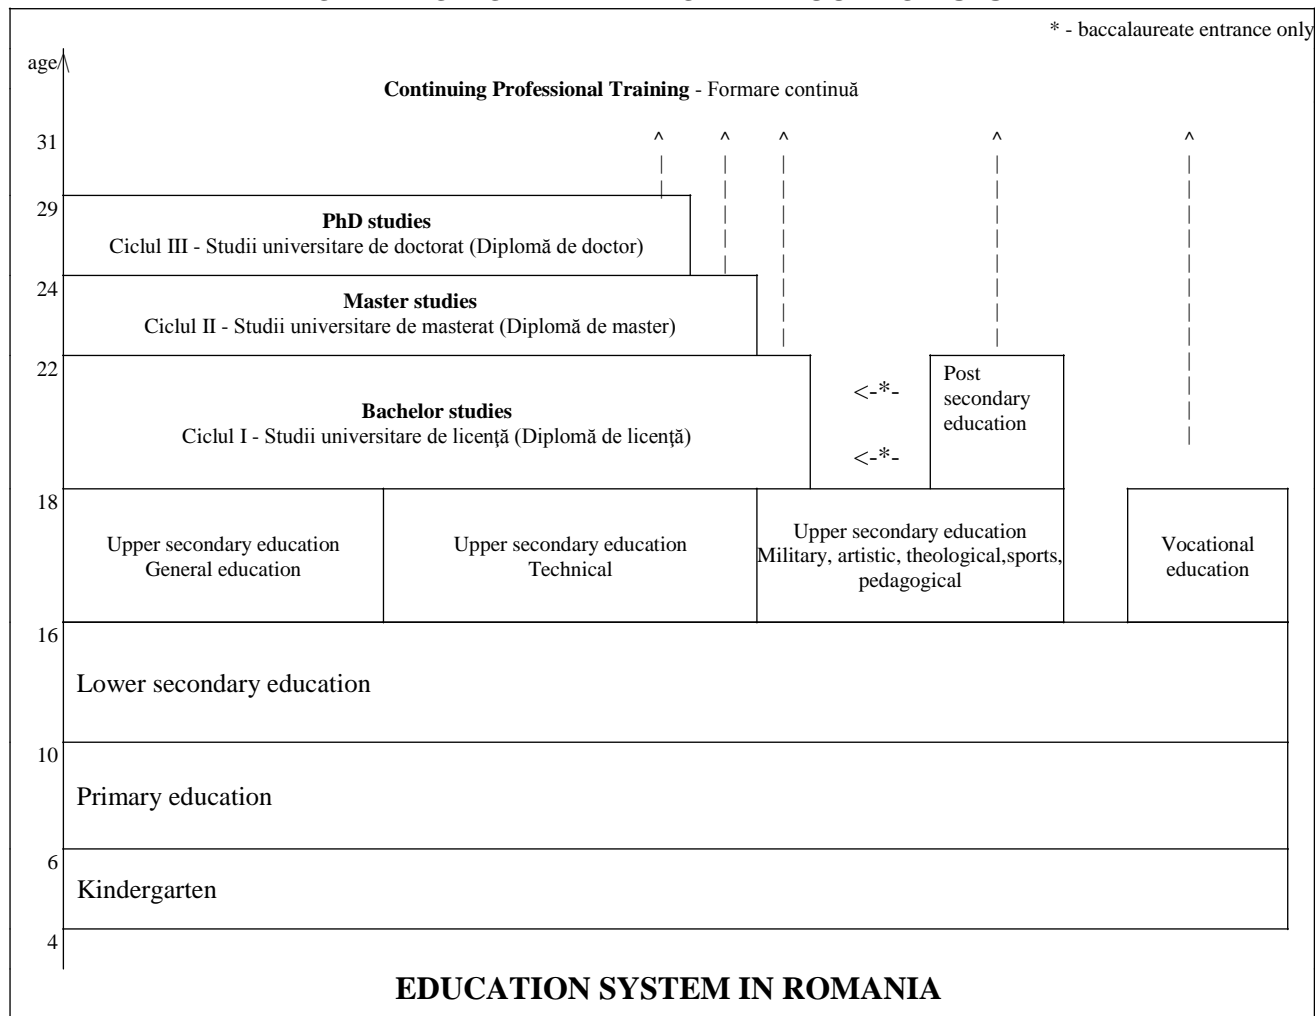 * - baccalaureate entrance only
age
Continuing Professional Training - Formare continuă
31
29
PhD studies
Ciclul III - Studii universitare de doctorat (Diplomă de doctor)
24
Master studies
Ciclul II - Studii universitare de masterat (Diplomă de master)
22
Post
secondary
education
<-*-
Bachelor studies
Ciclul I - Studii universitare de licenţă (Diplomă de licenţă)
<-*-
18
Upper secondary education
General education
Upper secondary education
Technical
Upper secondary education
Military, artistic, theological,sports,
pedagogical
Vocational
education
16
Lower secondary education
10
Primary education
6
Kindergarten
4
EDUCATION SYSTEM IN ROMANIA